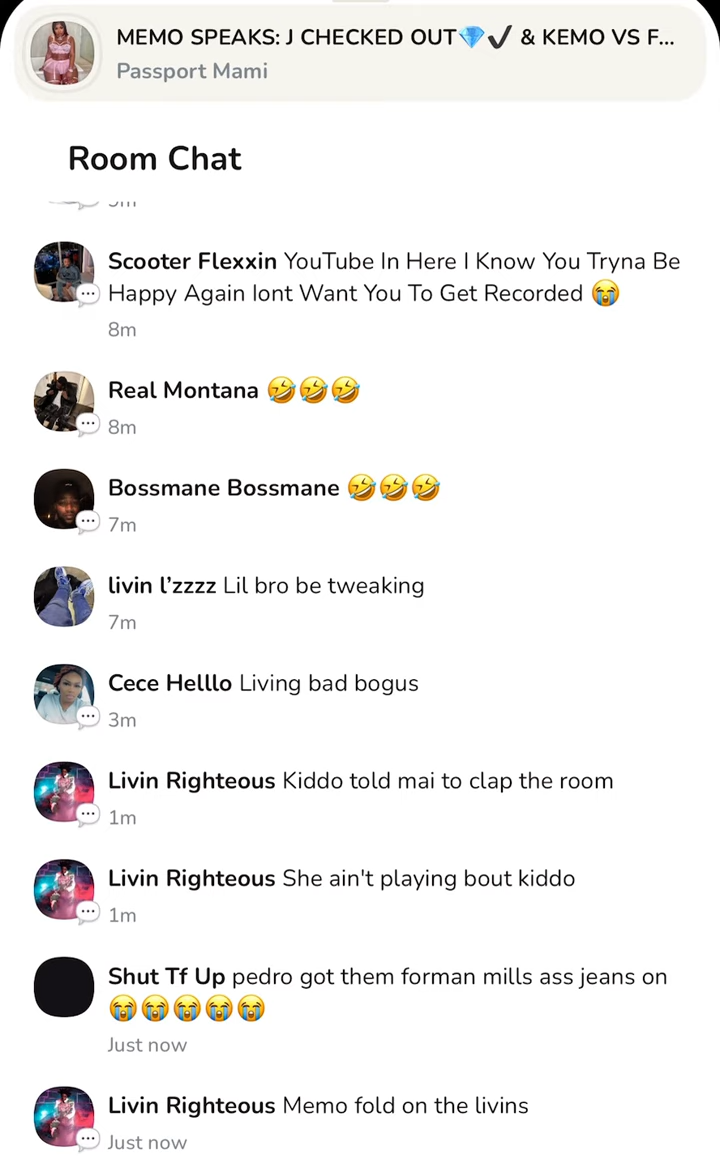 MEMO SPEAKS: J CHECKED OUT💎✔️ & KEMO VS F...
Passport Mami
Room Chat
Scooter Flexxin YouTube In Here I Know You Tryna Be
Happy Again Iont Want You To Get Recorded 😭
8m
Real Montana 🤣🤣🤣
8m
Bossmane Bossmane 🤣🤣🤣
7m
livin l’zzzz Lil bro be tweaking
7m
Cece Helllo Living bad bogus
3m
Livin Righteous Kiddo told mai to clap the room
1m
Livin Righteous She ain't playing bout kiddo
1m
Shut Tf Up pedro got them forman mills ass jeans on
😭😭😭😭😭
Just now
Livin Righteous Memo fold on the livins
Just now